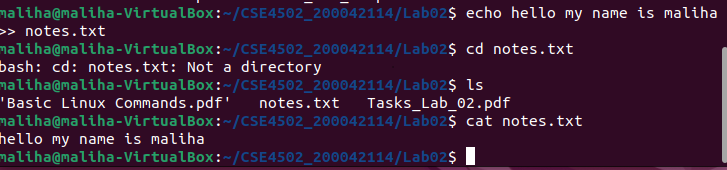 maliha@maliha-VirtualBox:~/CSE4502_200042114/Lab02$ echo hello my name is maliha
>> notes.txt
maliha@maliha-VirtualBox:~/CSE4502_200042114/Lab02$ cd notes.txt
bash: cd: notes.txt: Not a directory
maliha@maliha-VirtualBox:~/CSE4502_200042114/Lab02$ ls
'Basic Linux Commands.pdf'   notes.txt   Tasks_Lab_02.pdf
maliha@maliha-VirtualBox:~/CSE4502_200042114/Lab02$ cat notes.txt
hello my name is maliha
maliha@maliha-VirtualBox:~/CSE4502_200042114/Lab02$